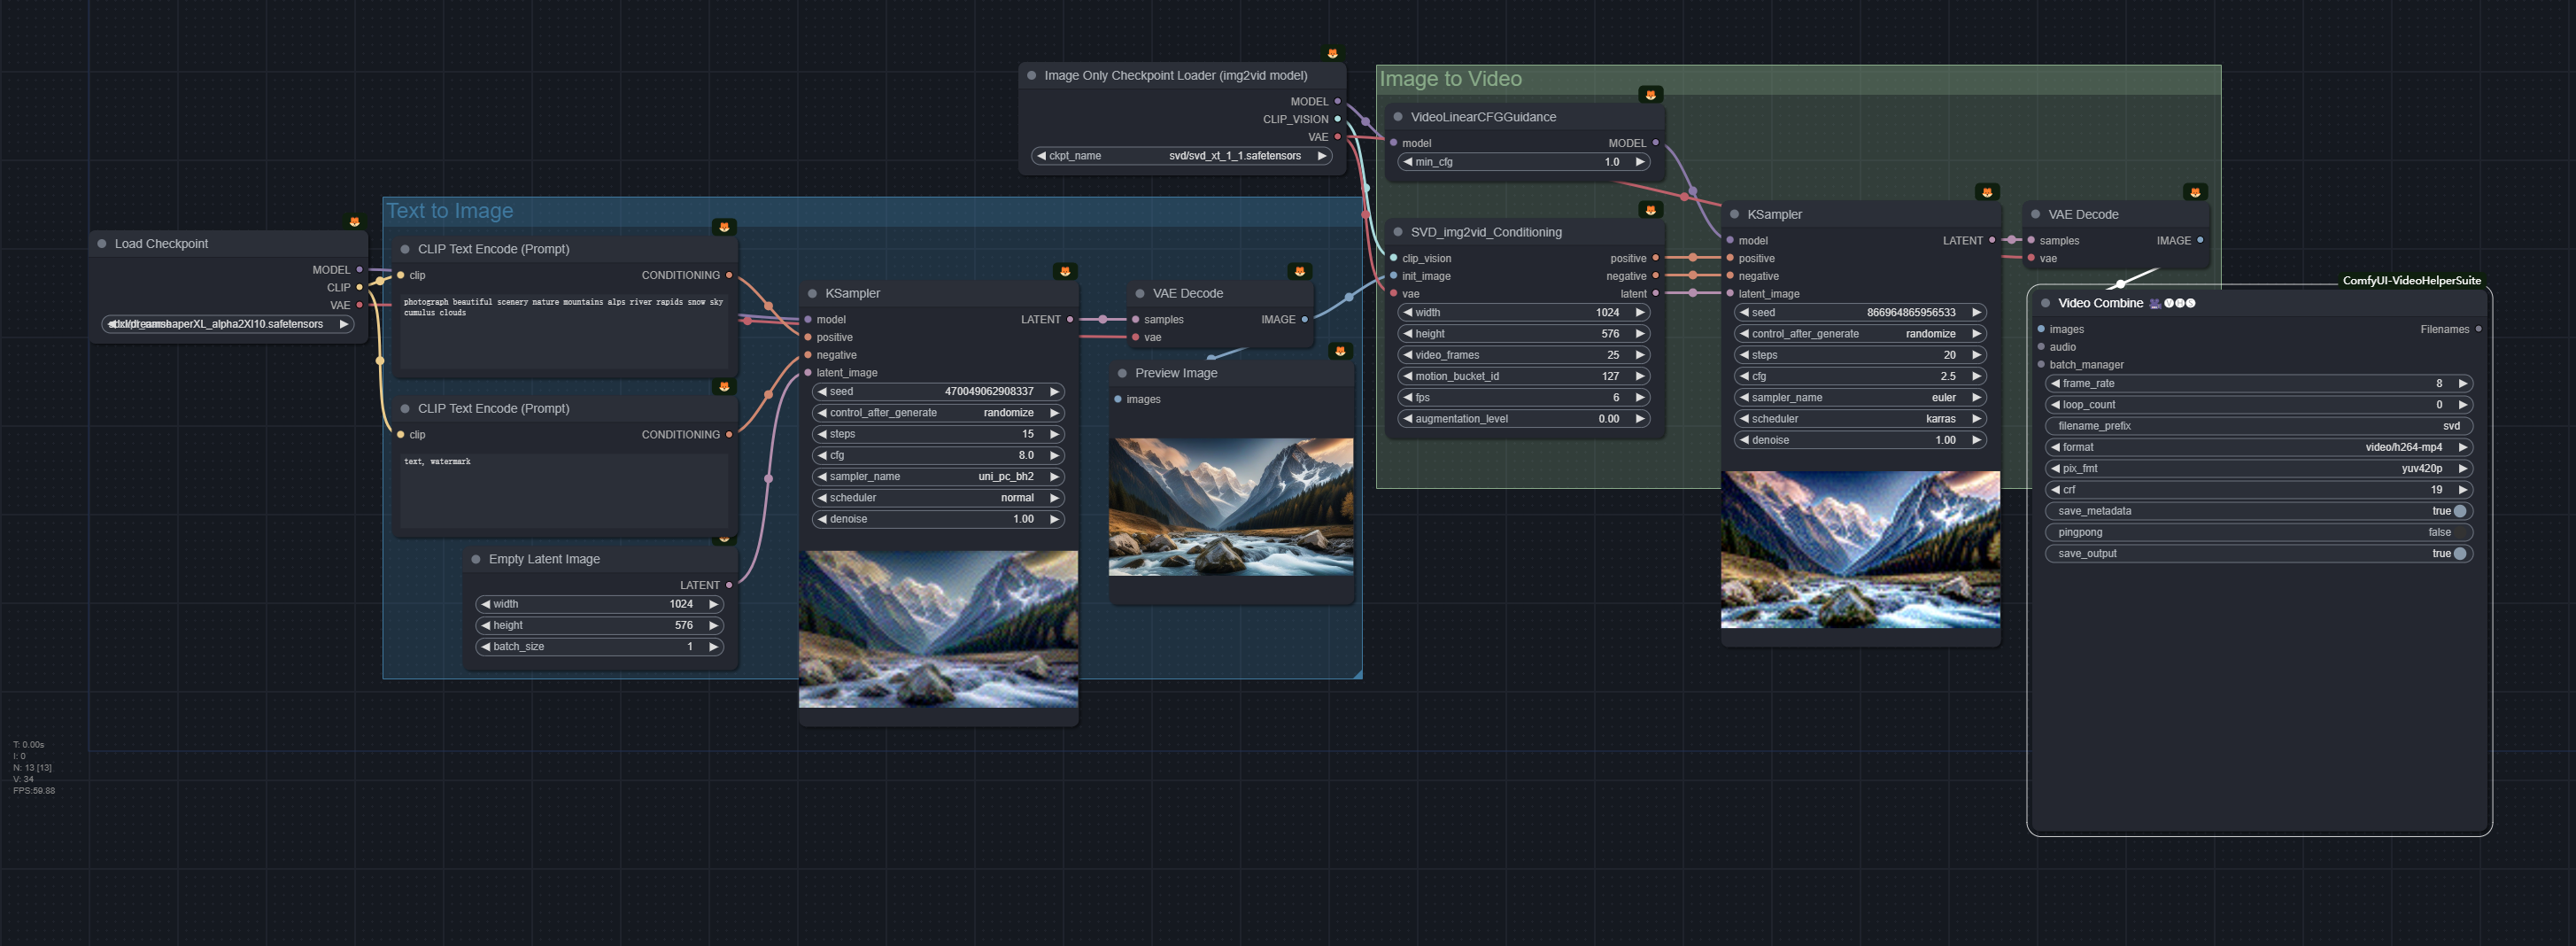 Load Checkpoint
MODEL
CLIP
VAE
dreamshaperXL_alpha2Xl10.safetensors
Text to Image
CLIP Text Encode (Prompt)
clip CONDITIONING
photograph beautiful scenery nature mountains alps river rapids snow sky
cumulus clouds
CLIP Text Encode (Prompt)
clip CONDITIONING
text, watermark
Empty Latent Image
LATENT
width 1024
height 576
batch_size 1
KSampler
model LATENT
positive
negative
latent_image
seed 470049062908337
control_after_generate randomize
steps 15
cfg 8.0
sampler_name uni_pc_bh2
scheduler normal
denoise 1.00
VAE Decode
samples IMAGE
vae
Preview Image
images
Image Only Checkpoint Loader (img2vid model)
MODEL
CLIP_VISION
VAE
ckpt_name svd/svd_xt_1_1.safetensors
Image to Video
VideoLinearCFGGuidance
model MODEL
min_cfg 1.0
SVD_img2vid_Conditioning
clip_vision positive
init_image negative
vae latent
width 1024
height 576
video_frames 25
motion_bucket_id 127
fps 6
augmentation_level 0.00
KSampler
model LATENT
positive
negative
latent_image
seed 866964865956533
control_after_generate randomize
steps 20
cfg 2.5
sampler_name euler
scheduler karras
denoise 1.00
VAE Decode
samples IMAGE
vae
ComfyUI-VideoHelperSuite
Video Combine 🎥🅥🅗🅢
images Filenames
audio
batch_manager
frame_rate 8
loop_count 0
filename_prefix svd
format video/h264-mp4
pix_fmt yuv420p
crf 19
save_metadata true
pingpong false
save_output true
T: 0.00s
I: 0
N: 13 [13]
V: 34
FPS:59.88